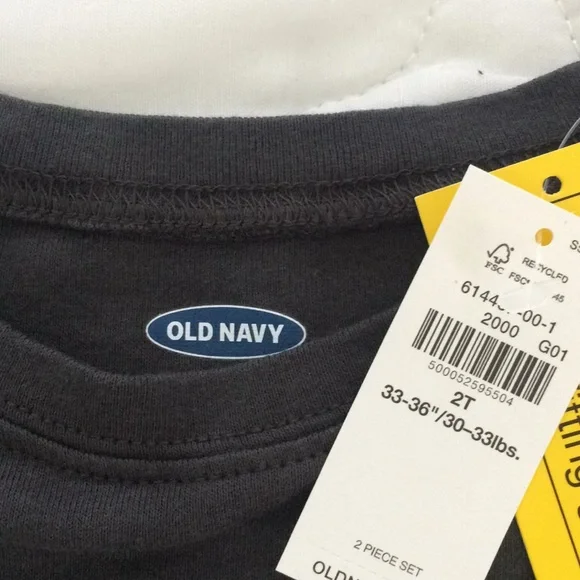 OLD NAVY
RECYCLED
FSC
2000 G01
500052595504
2T
33-36"/30-33lbs.
2 PIECE SET